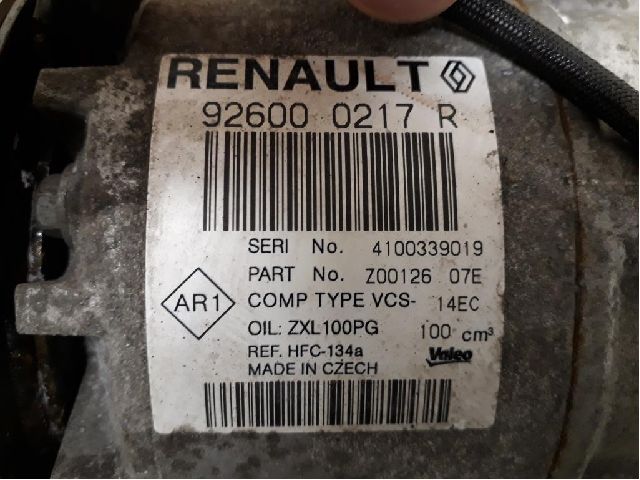 RENAULT
92600 0217 R
SERI No. 4100339019
PART No. Z00126 07E
AR1
COMP TYPE VCS- 14EC
OIL: ZXL100PG 100 cm³
REF. HFC-134a
Valeo
MADE IN CZECH